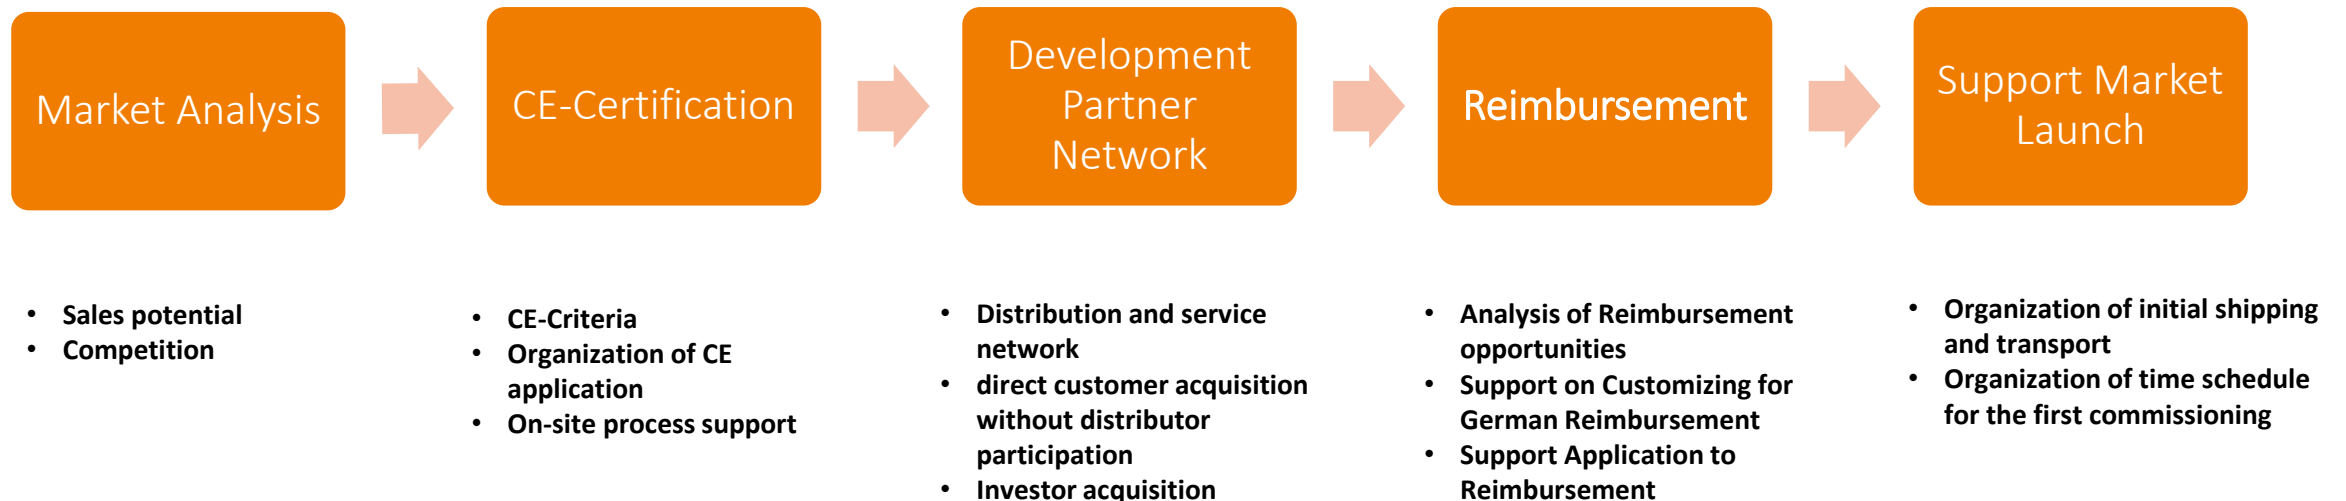 Market Analysis
CE-Certification
Development
Partner
Network
Reimbursement
Support Market
Launch
• Sales potential
• Competition
• CE-Criteria
• Organization of CE
application
• On-site process support
• Distribution and service
network
• direct customer acquisition
without distributor
participation
• Investor acquisition
• Analysis of Reimbursement
opportunities
• Support on Customizing for
German Reimbursement
• Support Application to
Reimbursement
• Organization of initial shipping
and transport
• Organization of time schedule
for the first commissioning